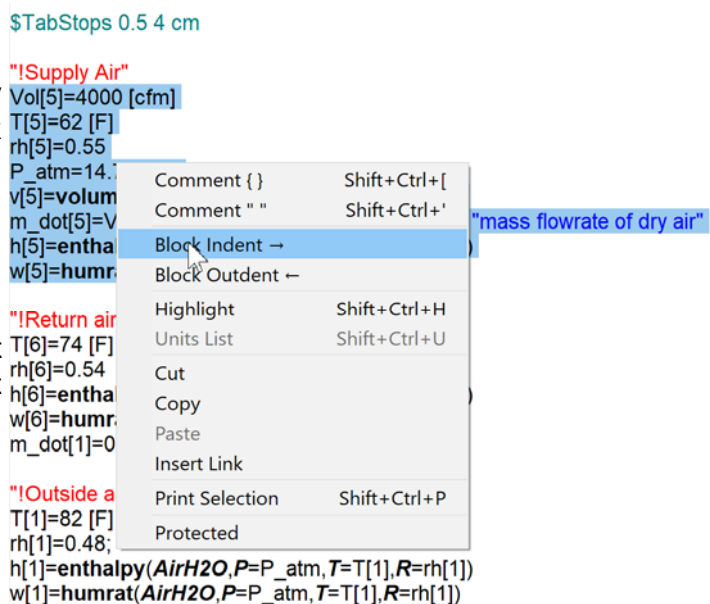 $TabStops 0.5 4 cm
"!Supply Air"
Vol[5]=4000 [cfm]
T[5]=62 [F]
rh[5]=0.55
P_atm=14.
v[5]=volum
m_dot[5]=V "mass flowrate of dry air"
h[5]=entha )
w[5]=humr
Comment { } Shift+Ctrl+[
Comment " " Shift+Ctrl+'
Block Indent →
Block Outdent ←
Highlight Shift+Ctrl+H
Units List Shift+Ctrl+U
Cut
Copy
Paste
Insert Link
Print Selection Shift+Ctrl+P
Protected
"!Return air
T[6]=74 [F]
rh[6]=0.54
h[6]=entha )
w[6]=humr
m_dot[1]=0
"!Outside a
T[1]=82 [F]
rh[1]=0.48;
h[1]=enthalpy(AirH2O,P=P_atm,T=T[1],R=rh[1])
w[1]=humrat(AirH2O,P=P_atm,T=T[1],R=rh[1])